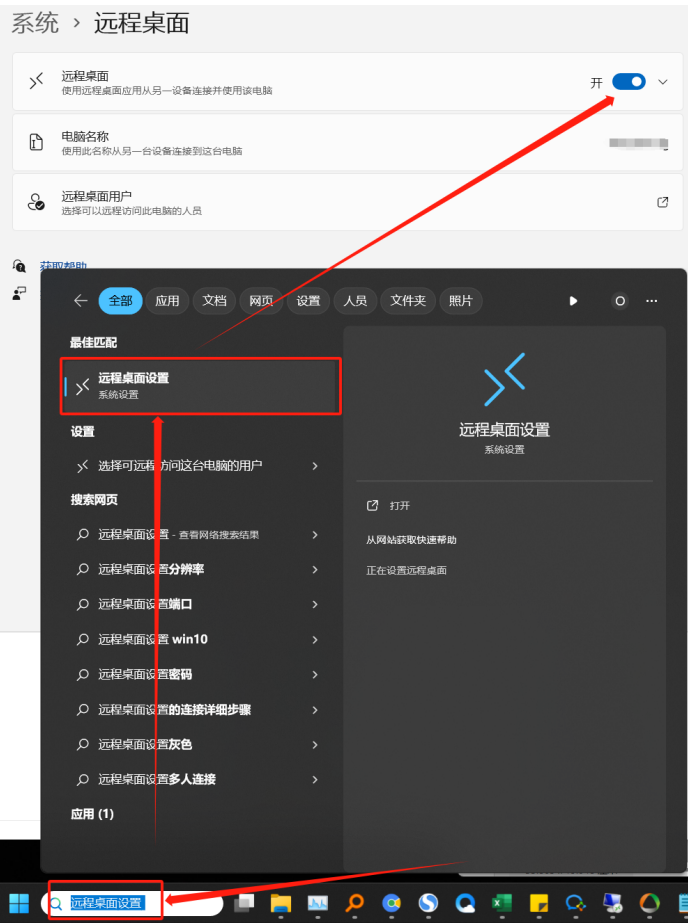 系统 › 远程桌面
远程桌面
使用远程桌面应用从另一设备连接并使用该电脑
开
电脑名称
使用此名称从另一台设备连接到这台电脑
远程桌面用户
选择可以远程访问此电脑的人员
获取帮助
全部 应用 文档 网页 设置 人员 文件夹 照片
O
最佳匹配
远程桌面设置
系统设置
设置
选择可远程访问这台电脑的用户
搜索网页
远程桌面设置 - 查看网络搜索结果
远程桌面设置分辨率
远程桌面设置端口
远程桌面设置 win10
远程桌面设置密码
远程桌面设置的连接详细步骤
远程桌面设置灰色
远程桌面设置多人连接
应用 (1)
远程桌面设置
系统设置
打开
从网站获取快速帮助
正在设置远程桌面
远程桌面设置